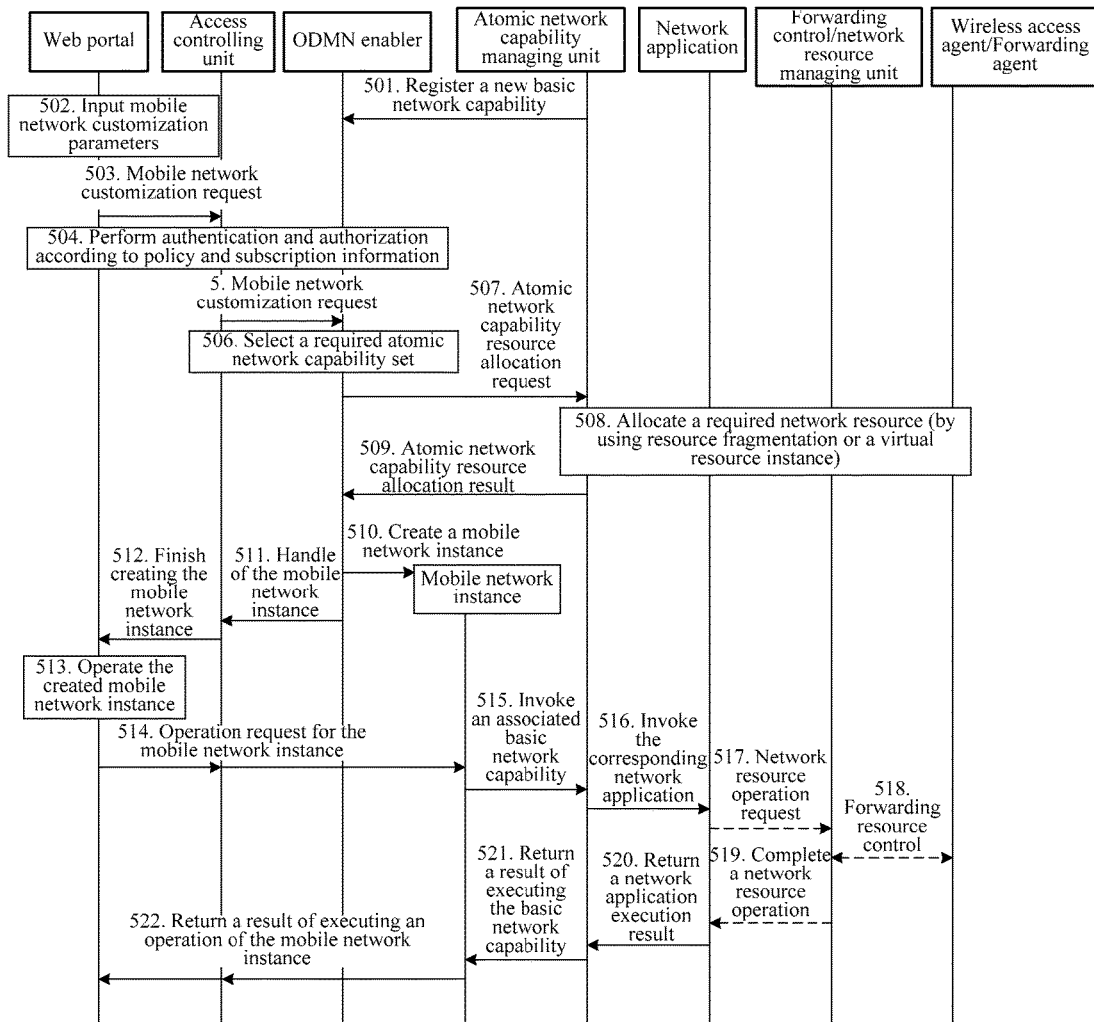 Web portal
Access
controlling
unit
ODMN enabler
Atomic network
capability
managing unit
Network
application
Forwarding
control/network
resource
managing unit
Wireless access
agent/Forwarding
agent
501. Register a new basic
network capability
502. Input mobile
network customization
parameters
503. Mobile network
customization request
504. Perform authentication and authorization
according to policy and subscription information
5. Mobile network
customization request
506. Select a required atomic
network capability set
507. Atomic
network
capability
resource
allocation
request
508. Allocate a required network resource (by
using resource fragmentation or a virtual
resource instance)
509. Atomic network
capability resource
allocation result
510. Create a mobile
network instance
Mobile network
instance
511. Handle
of the mobile
network
instance
512. Finish
creating the
mobile
network
instance
513. Operate the
created mobile
network instance
514. Operation request for the
mobile network instance
515. Invoke
an associated
basic
network
capability
516. Invoke
the
corresponding
network
application
517. Network
resource
operation
request
518.
Forwarding
resource
control
519. Complete
a network
resource
operation
520. Return
a network
application
execution
result
521. Return
a result of
executing
the basic
network
capability
522. Return a result of executing an
operation of the mobile network
instance